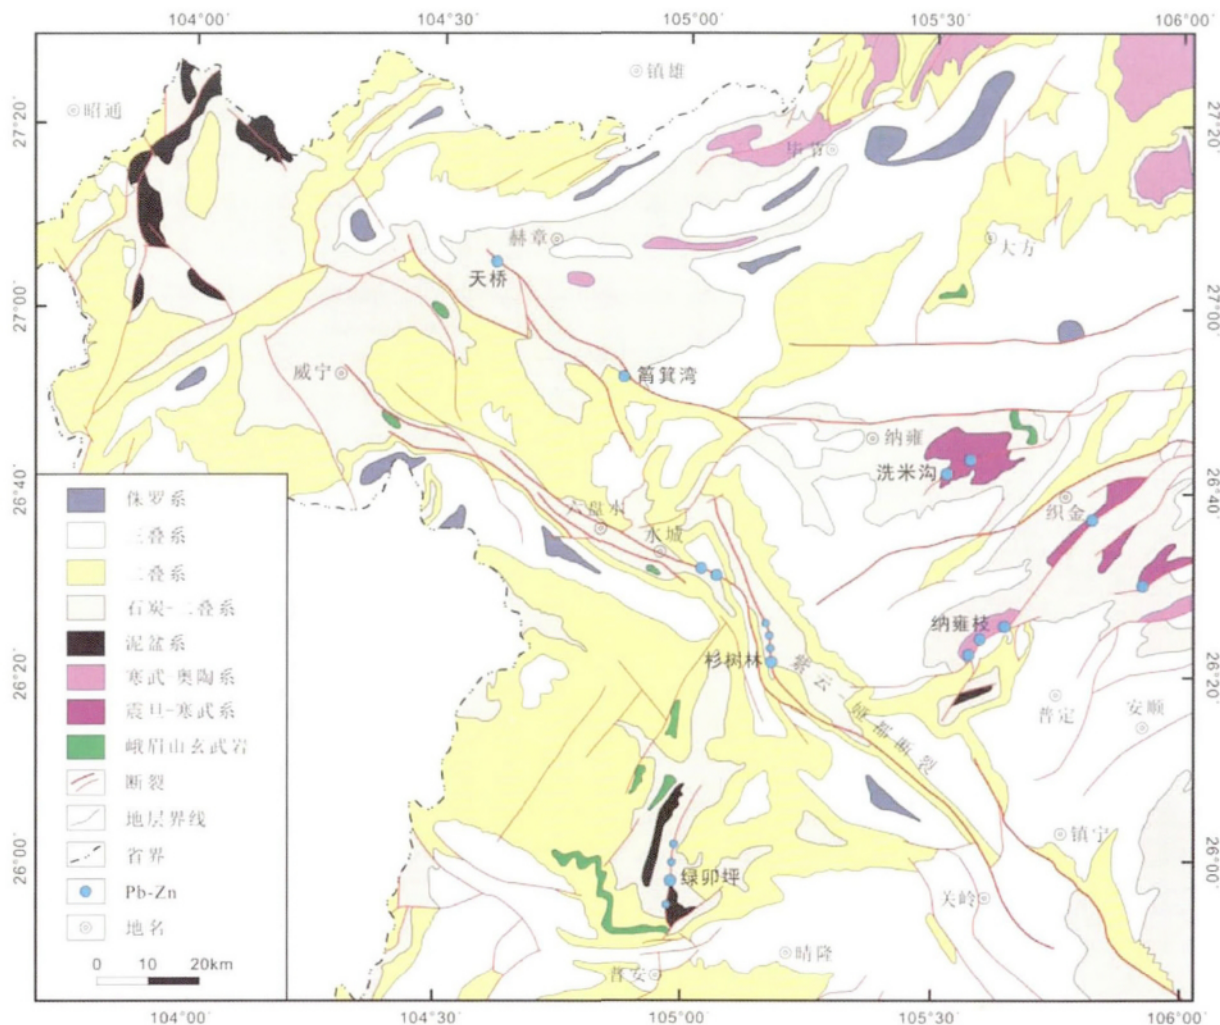 104°00′ 104°30′ 105°00′ 105°30′ 106°00′
27°20′
27°00′
26°40′
26°20′
26°00′
27°20′
27°00′
26°40′
26°20′
26°00′
昭通
镇雄
毕节
赫章
大方
天桥
威宁
箐箕湾
纳雍
洗米沟
织金
六盘水
水城
纳雍枝
杉树林
紫云-垭都断裂
普定
安顺
镇宁
绿卯坪
关岭
晴隆
普安
侏罗系
三叠系
二叠系
石炭-二叠系
泥盆系
寒武-奥陶系
震旦-寒武系
峨眉山玄武岩
断裂
地层界线
省界
Pb-Zn
地名
0 10 20km
104°00′ 104°30′ 105°00′ 105°30′ 106°00′